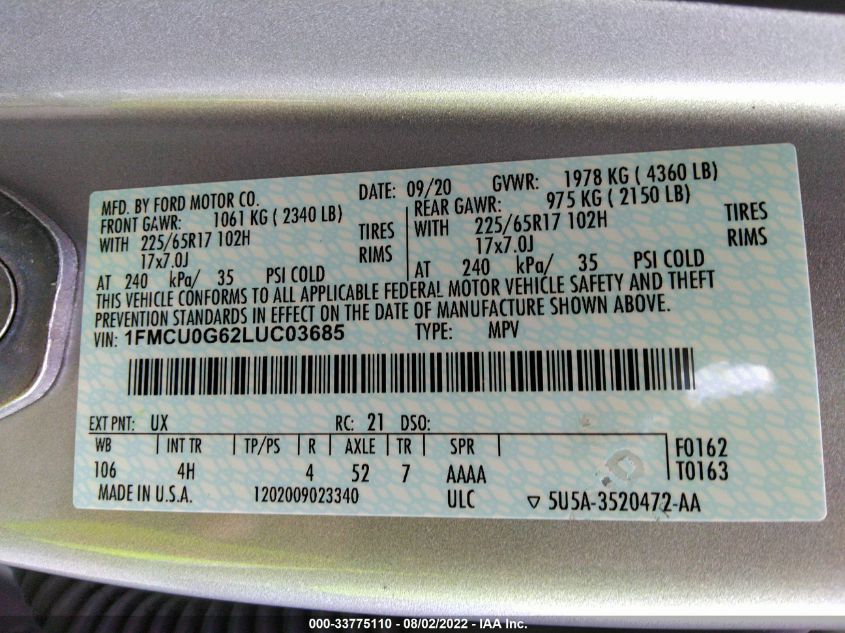 MFD. BY FORD MOTOR CO. DATE: 09/20 GVWR: 1978 KG ( 4360 LB)
FRONT GAWR: 1061 KG ( 2340 LB) REAR GAWR: 975 KG ( 2150 LB)
WITH 225/65R17 102H TIRES WITH 225/65R17 102H TIRES
17x7.0J RIMS 17x7.0J RIMS
AT 240 kPa/ 35 PSI COLD AT 240 kPa/ 35 PSI COLD
THIS VEHICLE CONFORMS TO ALL APPLICABLE FEDERAL MOTOR VEHICLE SAFETY AND THEFT
PREVENTION STANDARDS IN EFFECT ON THE DATE OF MANUFACTURE SHOWN ABOVE.
VIN: 1FMCU0G62LUC03685 TYPE: MPV
EXT PNT: UX RC: 21 DSO:
WB INT TR TP/PS R AXLE TR SPR F0162
106 4H 4 52 7 AAAA T0163
MADE IN U.S.A. 1202009023340 ULC ▽ 5U5A-3520472-AA
000-33775110 - 08/02/2022 - IAA Inc.